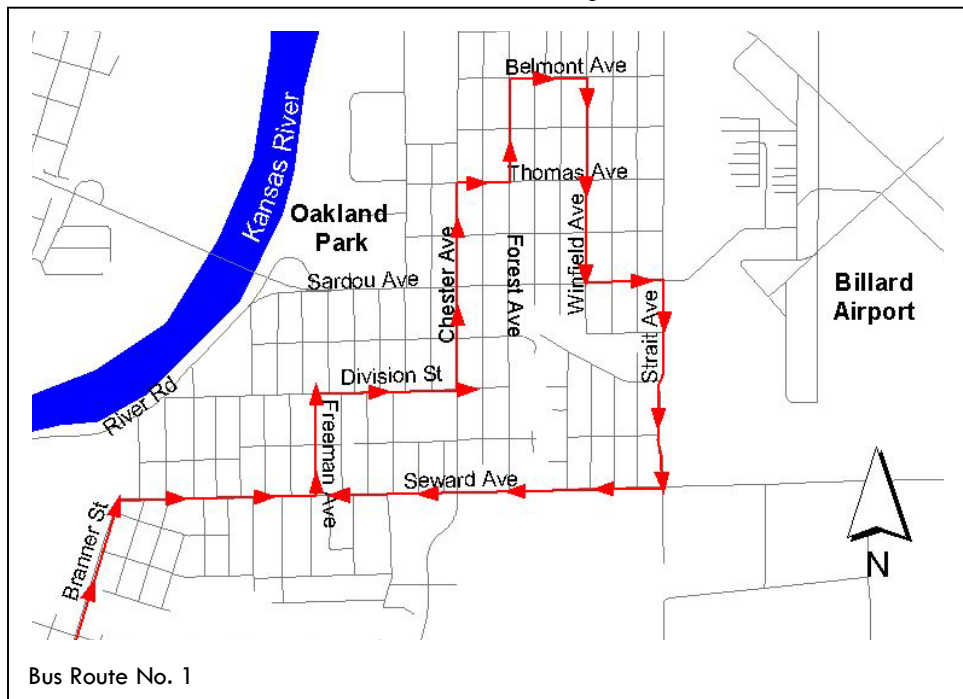 Belmont Ave
Kansas River
Thomas Ave
Oakland
Park
Chester Ave
Forest Ave
Winfield Ave
Sardou Ave
Billard
Airport
Strait Ave
Division St
River Rd
Freeman Ave
Seward Ave
Branner St
N
Bus Route No. 1